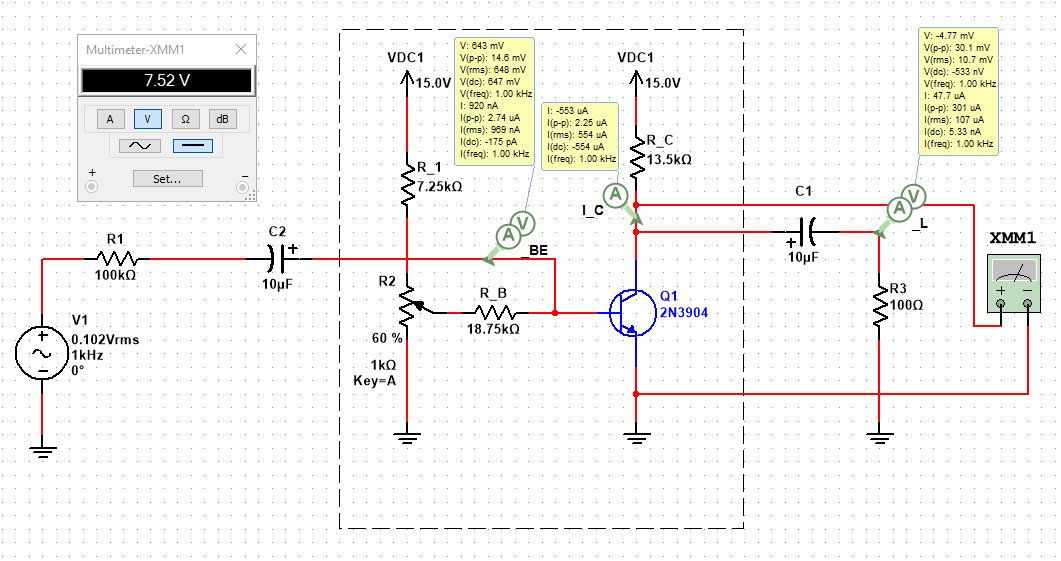 Multimeter-XMM1
7.52 V
A
V
Ω
dB
Set...
+
-
VDC1
15.0V
R_1
7.25kΩ
V: 643 mV
V(p-p): 14.6 mV
V(rms): 648 mV
V(dc): 647 mV
V(freq): 1.00 kHz
I: 920 nA
I(p-p): 2.74 uA
I(rms): 969 nA
I(dc): -175 pA
I(freq): 1.00 kHz
I: -553 uA
I(p-p): 2.25 uA
I(rms): 554 uA
I(dc): -554 uA
I(freq): 1.00 kHz
VDC1
15.0V
R_C
13.5kΩ
V: -4.77 mV
V(p-p): 30.1 mV
V(rms): 10.7 mV
V(dc): -533 nV
V(freq): 1.00 kHz
I: 47.7 uA
I(p-p): 301 uA
I(rms): 107 uA
I(dc): 5.33 nA
I(freq): 1.00 kHz
A
I_C
A
V
_BE
A
V
_L
C1
+
10µF
XMM1
+
-
R1
100kΩ
C2
+
10µF
R2
60 %
1kΩ
Key=A
R_B
18.75kΩ
Q1
2N3904
R3
100Ω
V1
+
0.102Vrms
1kHz
0°